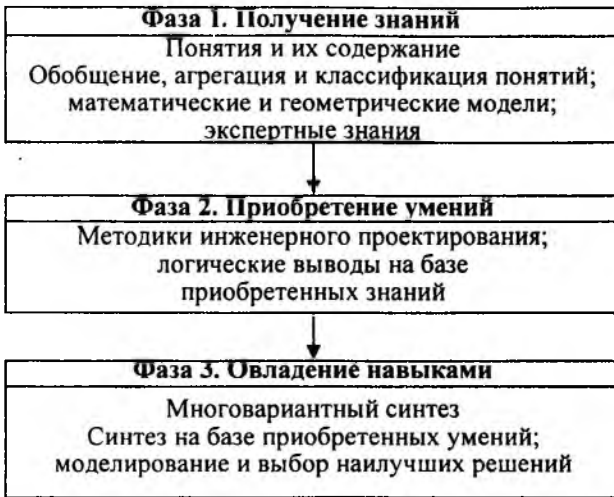 Фаза 1. Получение знаний
Понятия и их содержание
Обобщение, агрегация и классификация понятий;
математические и геометрические модели;
экспертные знания
Фаза 2. Приобретение умений
Методики инженерного проектирования;
логические выводы на базе
приобретенных знаний
Фаза 3. Овладение навыками
Многовариантный синтез
Синтез на базе приобретенных умений;
моделирование и выбор наилучших решений